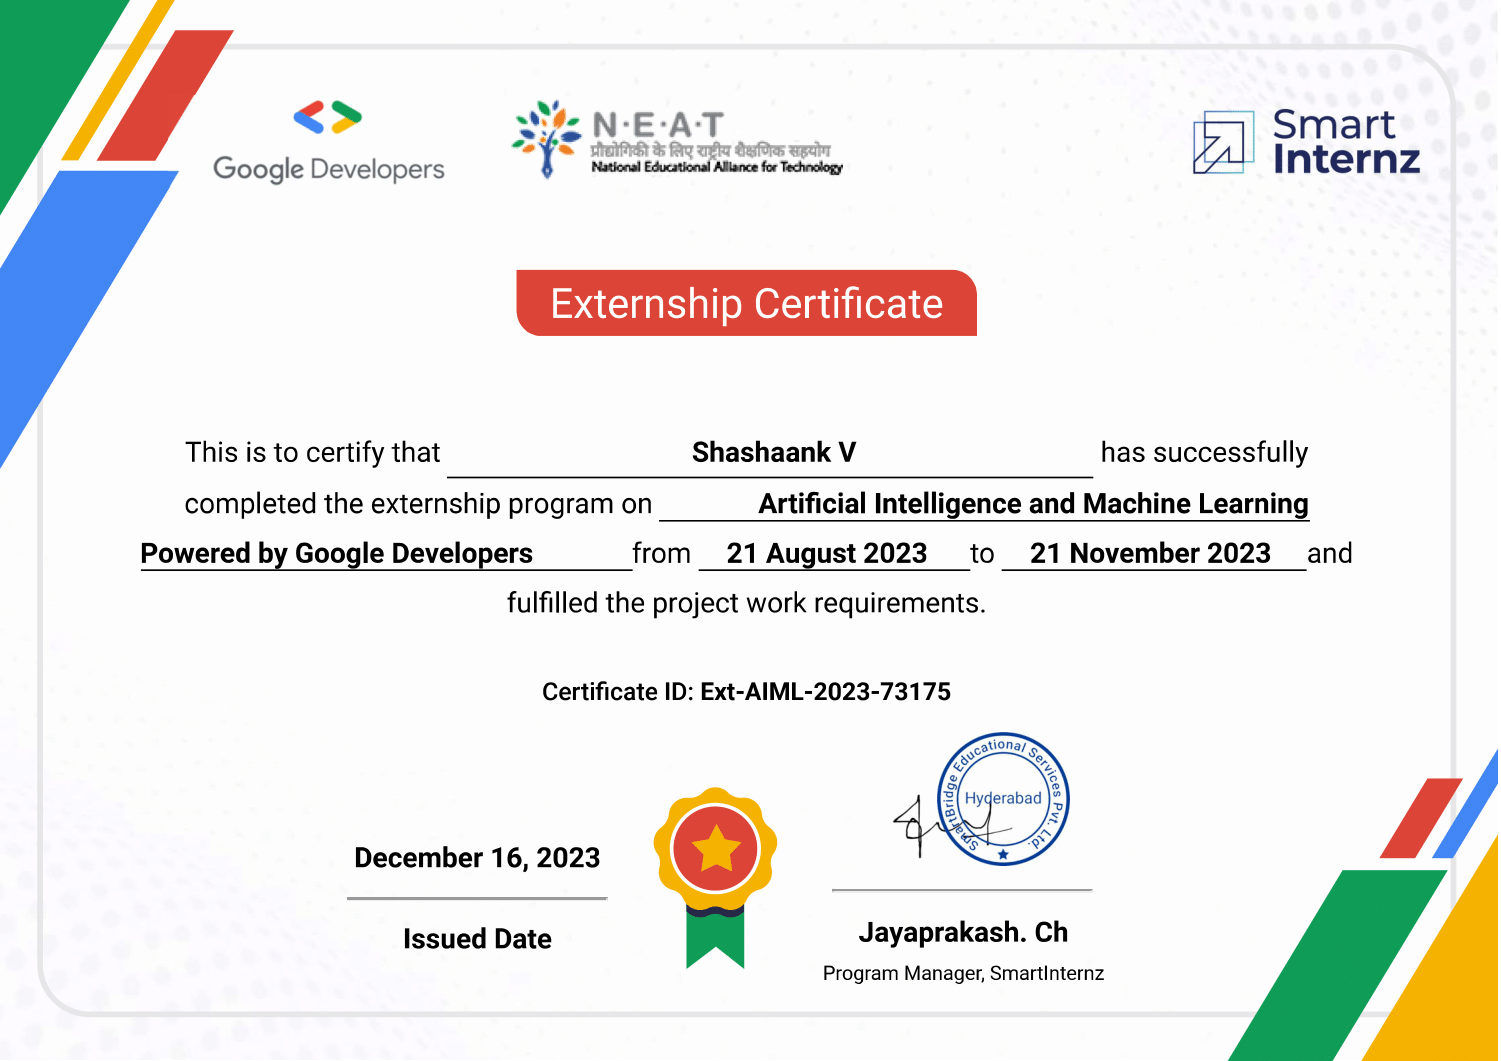 Google Developers
N·E·A·T
प्रौद्योगिकी के लिए राष्ट्रीय शैक्षणिक सहयोग
National Educational Alliance for Technology
Smart
Internz
Externship Certificate
This is to certify that Shashaank V has successfully
completed the externship program on Artificial Intelligence and Machine Learning
Powered by Google Developers from 21 August 2023 to 21 November 2023 and
fulfilled the project work requirements.
Certificate ID: Ext-AIML-2023-73175
SmartBridge Educational Services Pvt. Ltd.
Hyderabad
December 16, 2023
Issued Date
Jayaprakash. Ch
Program Manager, SmartInternz